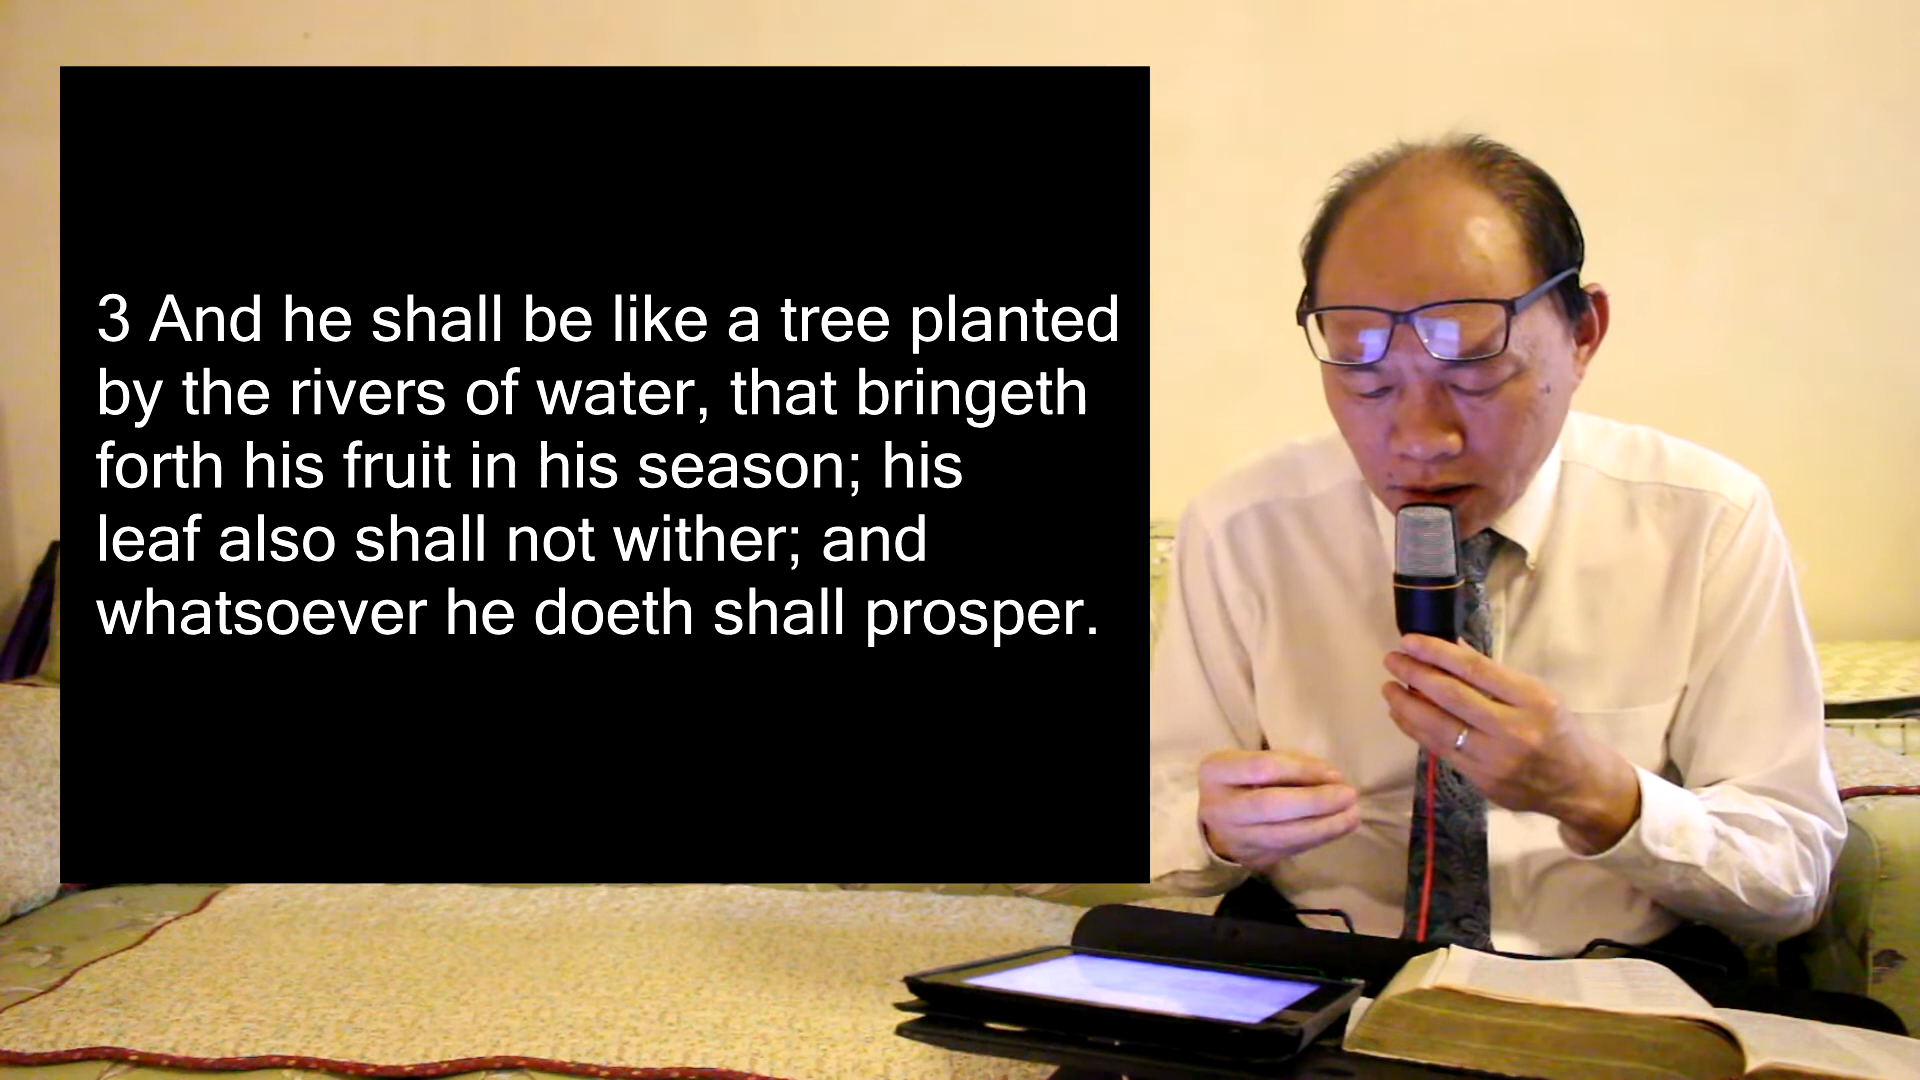 3 And he shall be like a tree planted
by the rivers of water, that bringeth
forth his fruit in his season; his
leaf also shall not wither; and
whatsoever he doeth shall prosper.